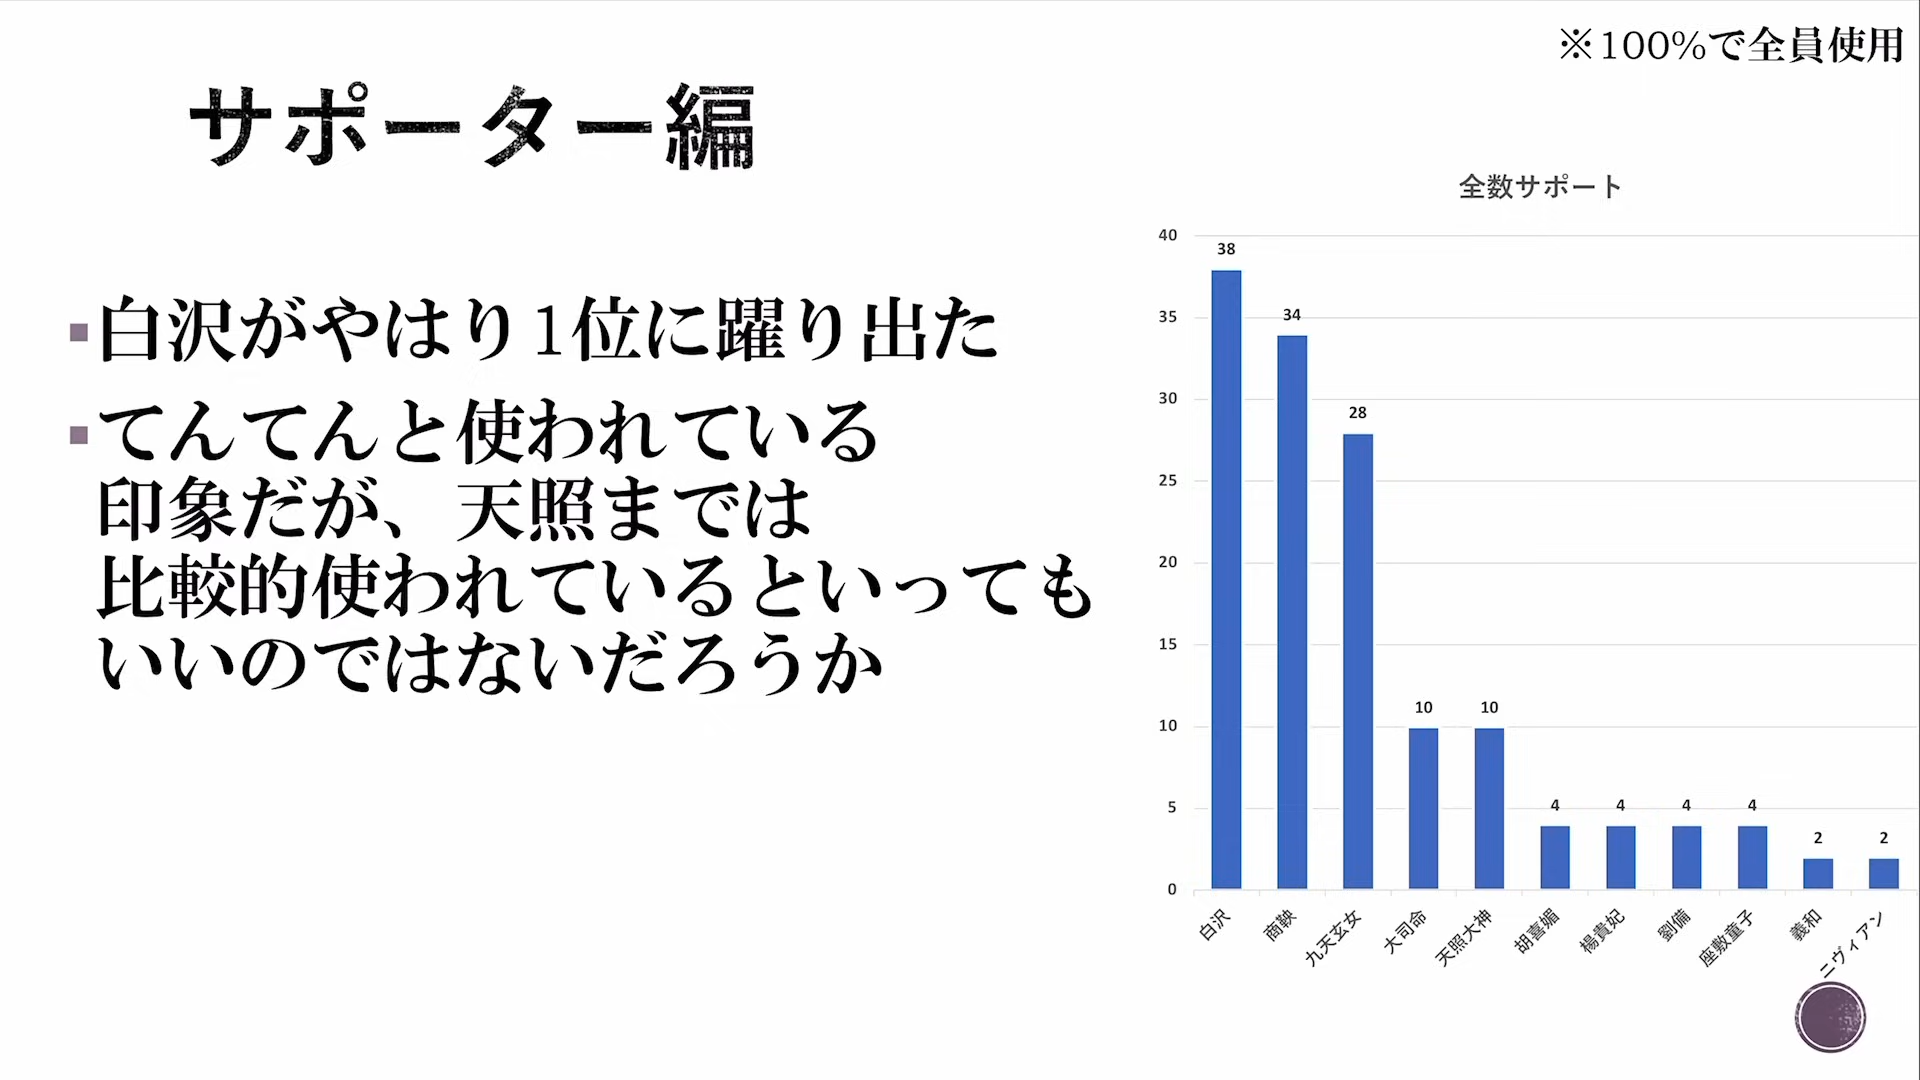 ※100%で全員使用
サポーター編
▪白沢がやはり1位に躍り出た
▪てんてんと使われている
印象だが、天照までは
比較的使われているといっても
いいのではないだろうか
全数サポート
40
35
30
25
20
15
10
5
0
38
34
28
10
10
4
4
4
4
2
2
白沢
商鞅
九天玄女
大司命
天照大神
胡喜媚
楊貴妃
劉備
座敷童子
義和
ニヴィアン